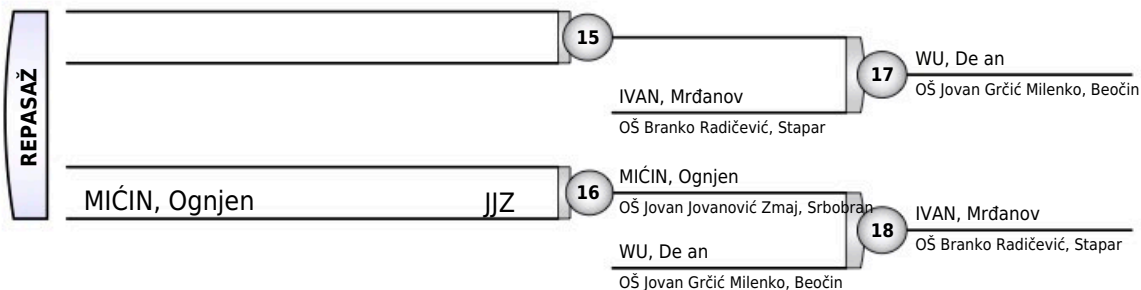 REPASAŽ
15
IVAN, Mrđanov
OŠ Branko Radičević, Stapar
17
WU, De an
OŠ Jovan Grčić Milenko, Beočin
MIĆIN, Ognjen JJZ
16
MIĆIN, Ognjen
OŠ Jovan Jovanović Zmaj, Srbobran
WU, De an
OŠ Jovan Grčić Milenko, Beočin
18
IVAN, Mrđanov
OŠ Branko Radičević, Stapar